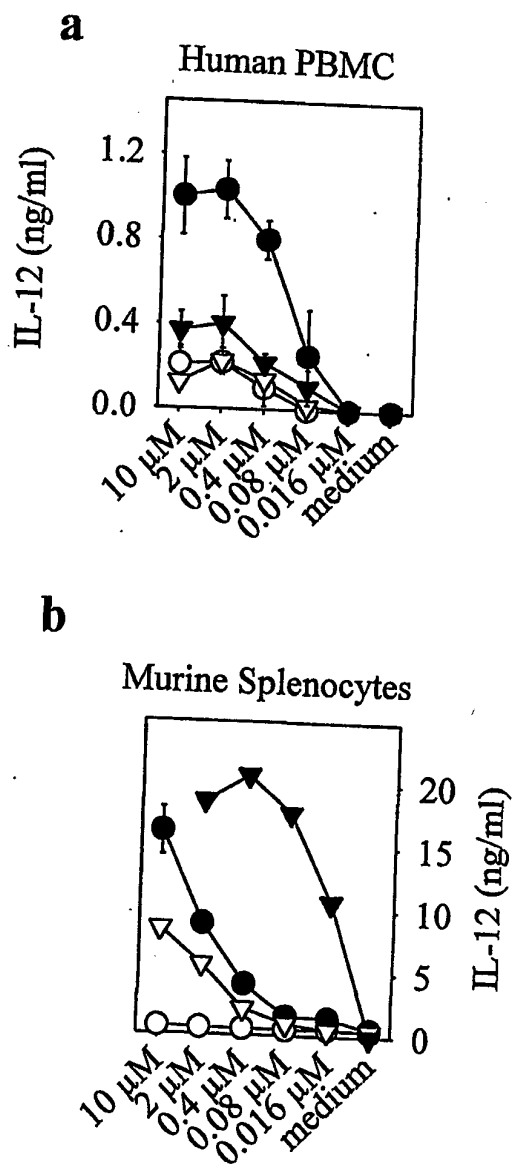 a
Human PBMC
IL-12 (ng/ml)
1.2
0.8
0.4
0.0
10 μM
2 μM
0.4 μM
0.08 μM
0.016 μM
medium
b
Murine Splenocytes
20
15
10
5
0
IL-12 (ng/ml)
10 μM
2 μM
0.4 μM
0.08 μM
0.016 μM
medium